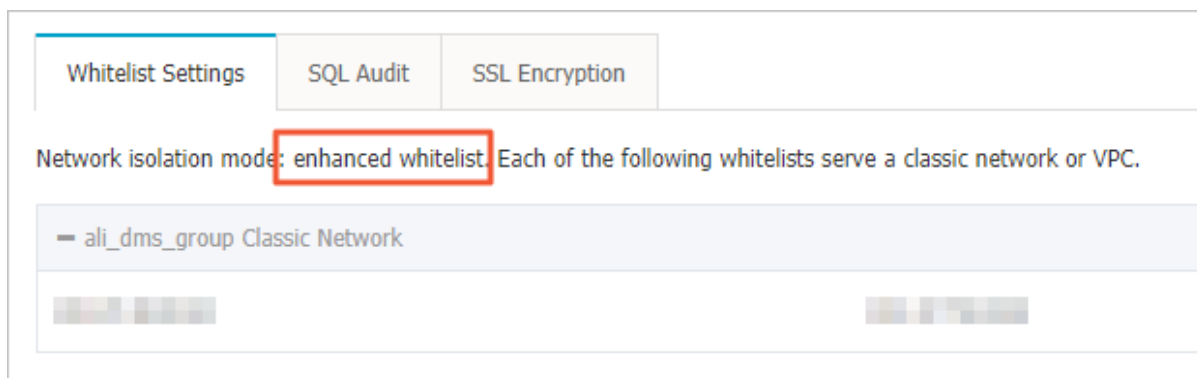 Whitelist Settings SQL Audit SSL Encryption
Network isolation mode: enhanced whitelist. Each of the following whitelists serve a classic network or VPC.
ali_dms_group Classic Network